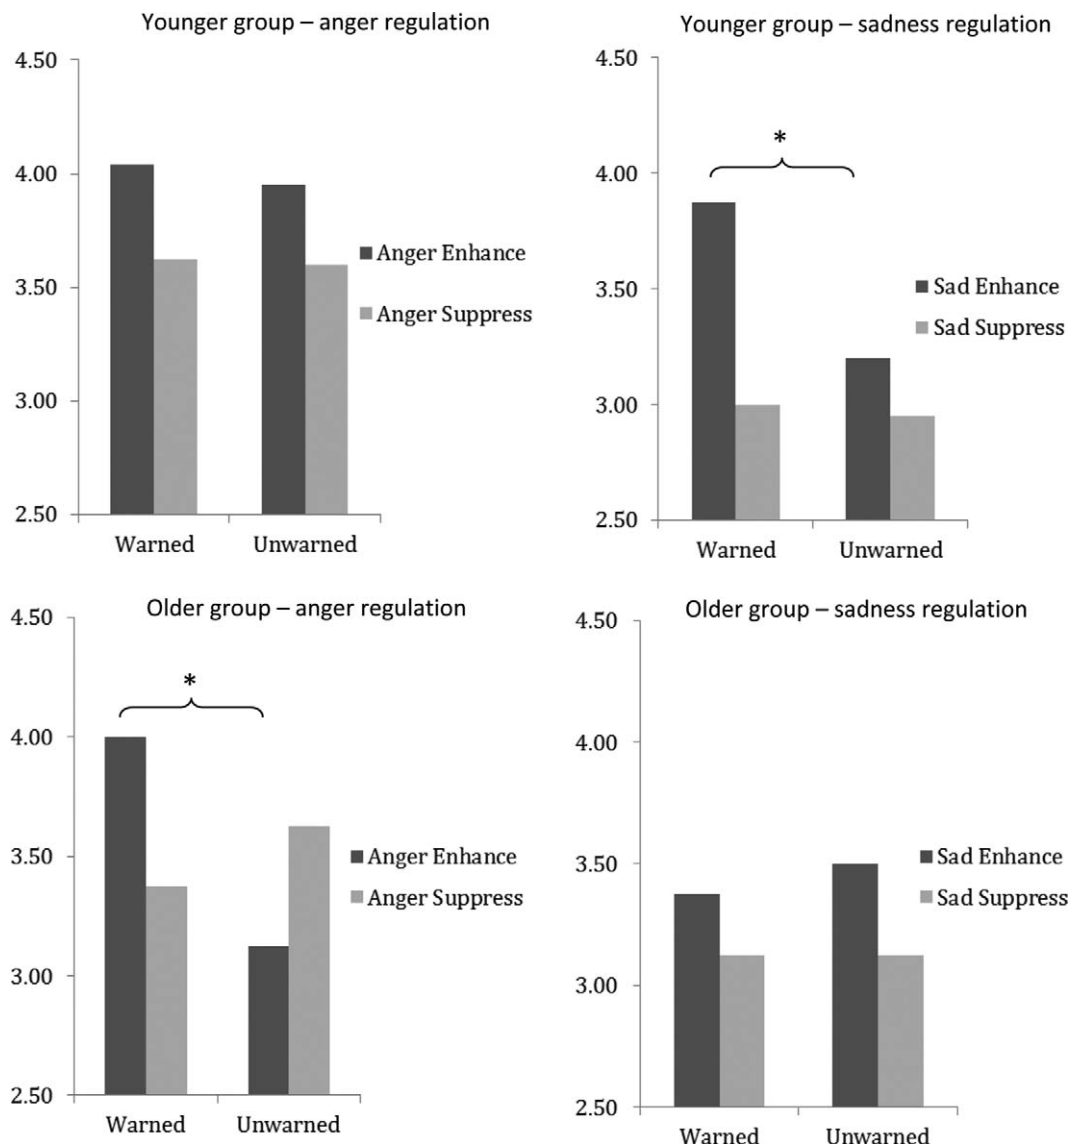 Younger group – anger regulation
4.50
4.00
3.50
3.00
2.50
Warned
Unwarned
Anger Enhance
Anger Suppress
Younger group – sadness regulation
4.50
4.00
3.50
3.00
2.50
*
Warned
Unwarned
Sad Enhance
Sad Suppress
Older group – anger regulation
4.50
4.00
3.50
3.00
2.50
*
Warned
Unwarned
Anger Enhance
Anger Suppress
Older group – sadness regulation
4.50
4.00
3.50
3.00
2.50
Warned
Unwarned
Sad Enhance
Sad Suppress